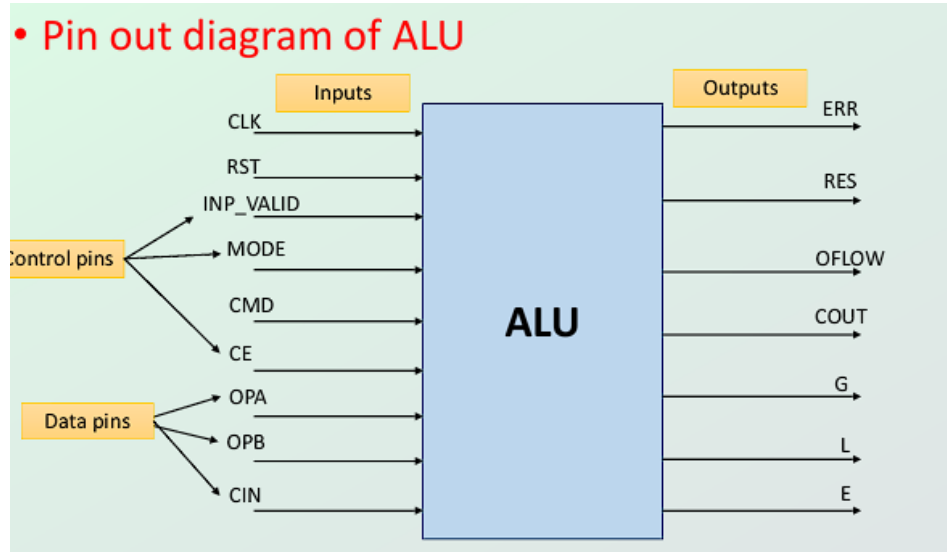 • Pin out diagram of ALU
Inputs
Outputs
CLK
ERR
RST
RES
INP_VALID
MODE
Control pins
OFLOW
CMD
COUT
ALU
CE
G
OPA
Data pins
OPB
L
CIN
E